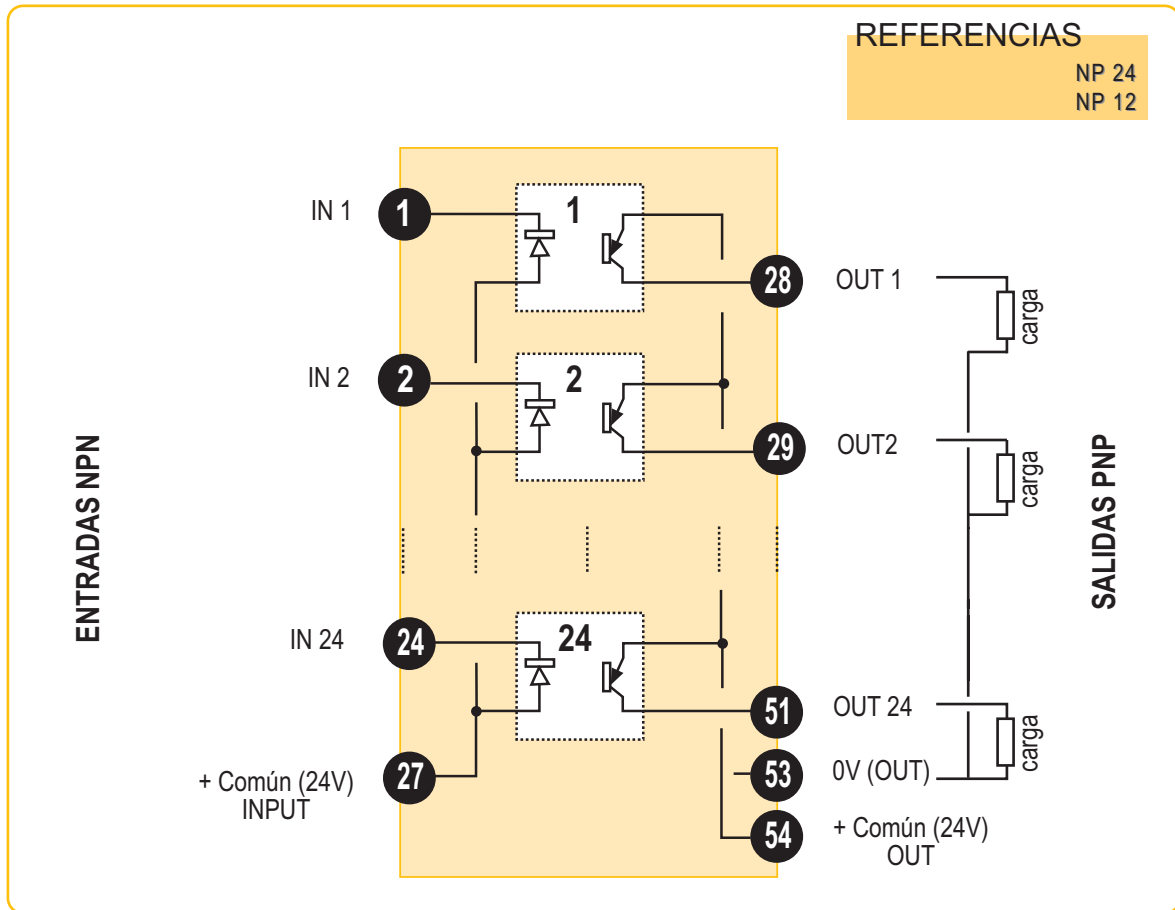 REFERENCIAS
NP 24
NP 12
IN 1
1
1
28
OUT 1
carga
IN 2
2
2
29
OUT2
carga
ENTRADAS NPN
SALIDAS PNP
IN 24
24
24
51
OUT 24
carga
+ Común (24V)
INPUT
27
53
0V (OUT)
54
+ Común (24V)
OUT